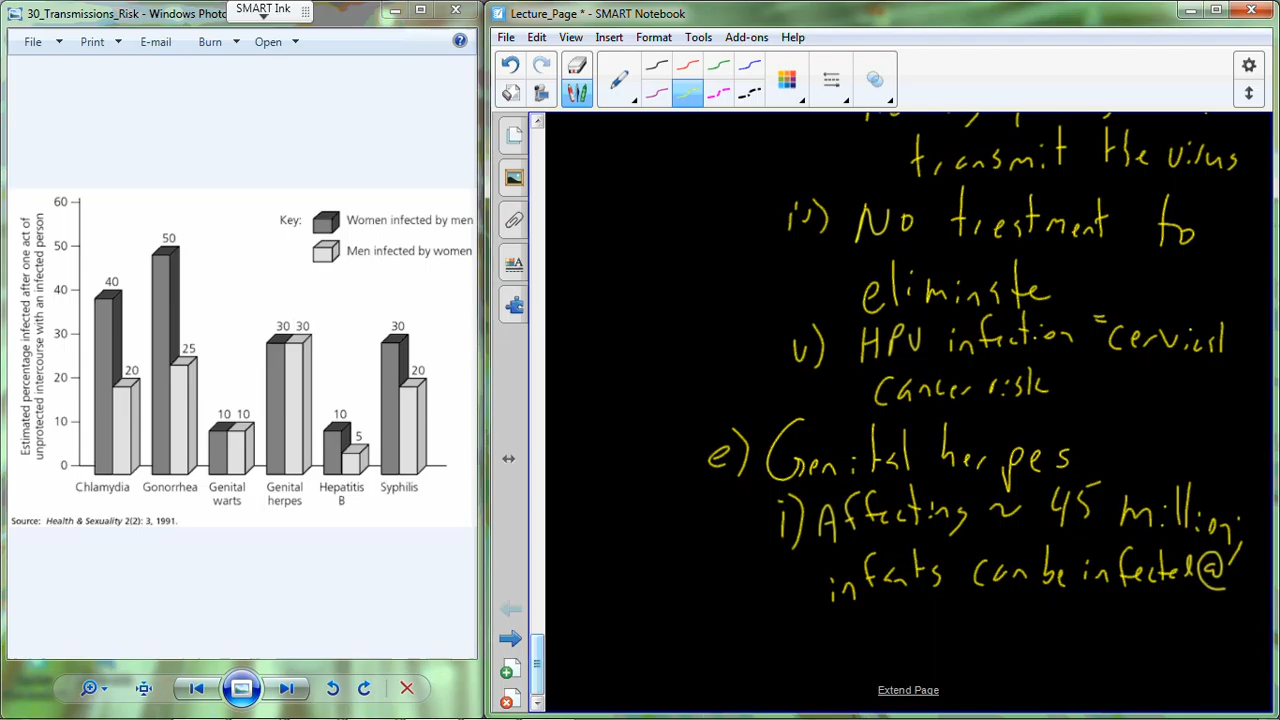 30_Transmissions_Risk - Windows Photo
SMART Ink
File Print E-mail Burn Open
60
50
40
30
20
10
0
Estimated percentage infected after one act of
unprotected intercourse with an infected person
Key: Women infected by men
Men infected by women
40 20
50 25
10 10
30 30
10 5
30 20
Chlamydia Gonorrhea Genital warts Genital herpes Hepatitis B Syphilis
Source: Health & Sexuality 2(2): 3, 1991.
Lecture_Page * - SMART Notebook
File Edit View Insert Format Tools Add-ons Help
transmit the virus
iv) No treatment to
eliminate
v) HPV infection = cervical
cancer risk
e) Genital herpes
i) Affecting ~ 45 million;
infants can be infected @
Extend Page